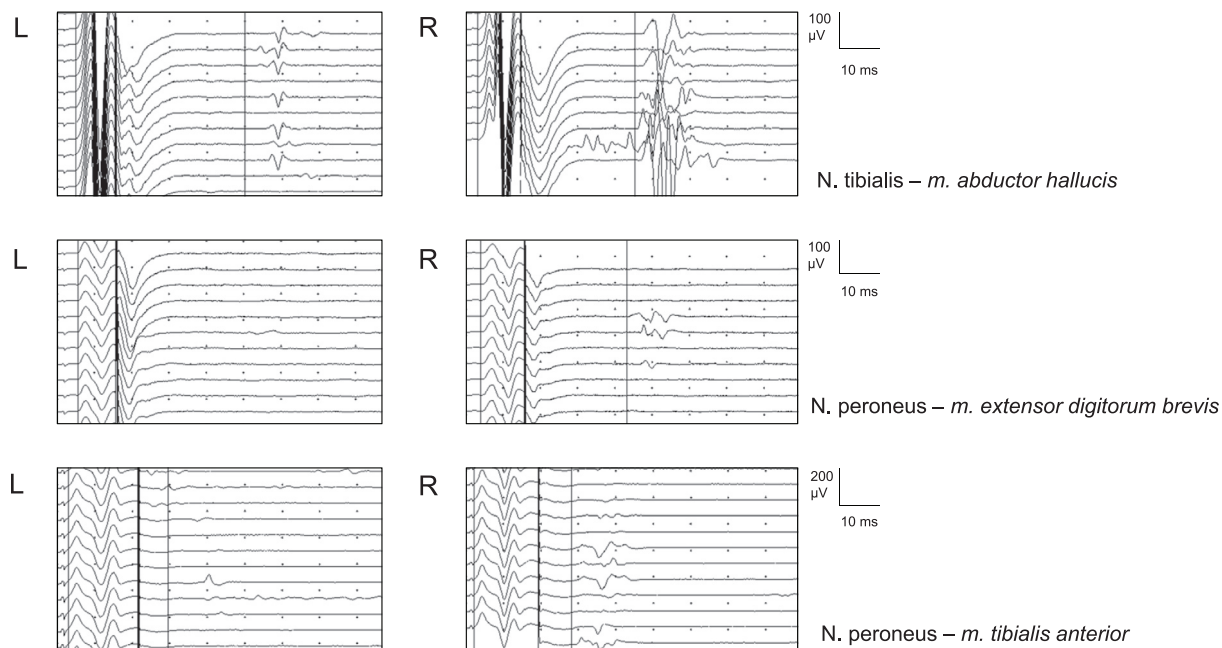 L
R
100
µV
10 ms
N. tibialis – m. abductor hallucis
L
R
100
µV
10 ms
N. peroneus – m. extensor digitorum brevis
L
R
200
µV
10 ms
N. peroneus – m. tibialis anterior